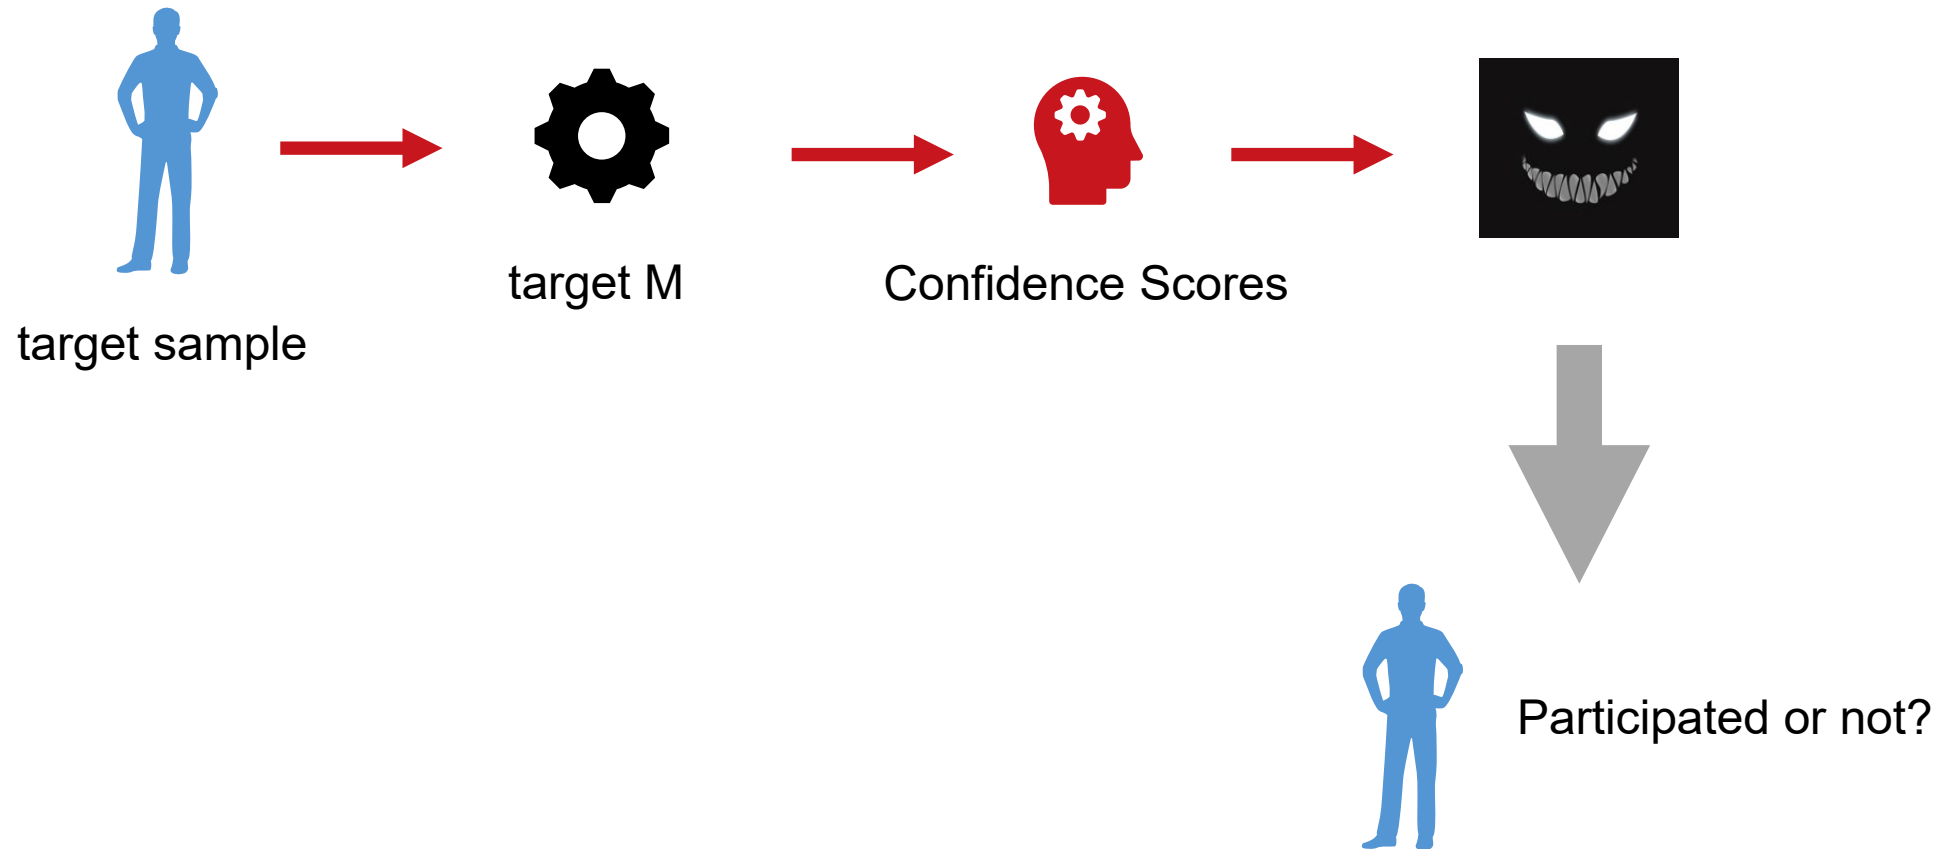 target sample
target M
Confidence Scores
Participated or not?